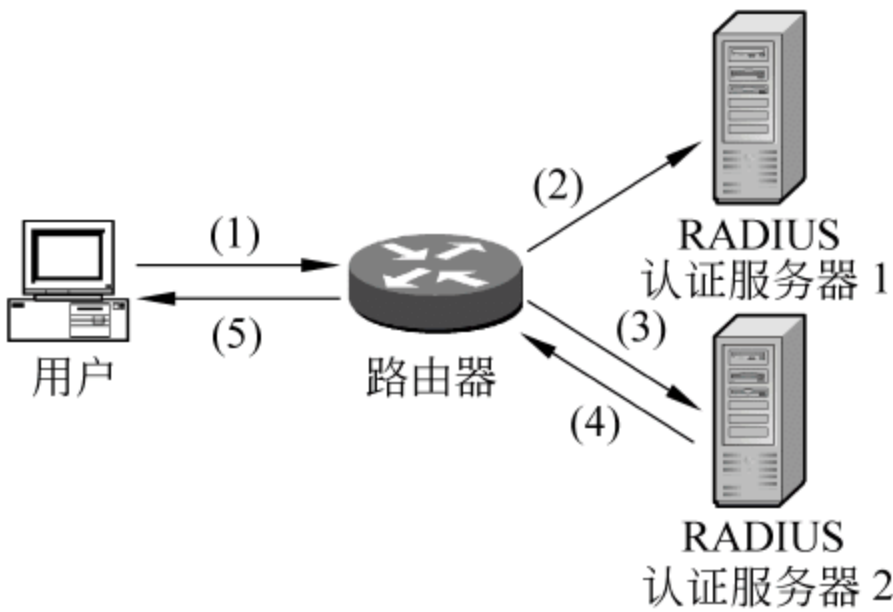 (1)
(2)
RADIUS
认证服务器 1
(5)
(3)
用户
路由器
(4)
RADIUS
认证服务器 2